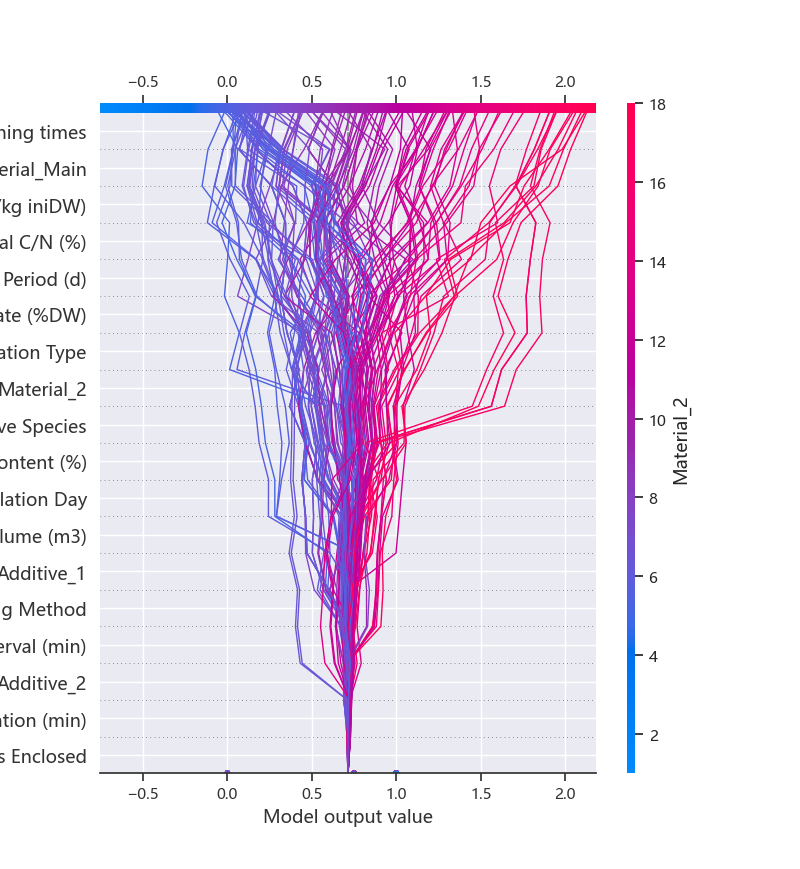 −0.5 0.0 0.5 1.0 1.5 2.0
ning times
erial_Main
/kg iniDW)
al C/N (%)
Period (d)
ate (%DW)
ation Type
Material_2
ve Species
ontent (%)
lation Day
lume (m3)
Additive_1
g Method
erval (min)
Additive_2
ation (min)
s Enclosed
−0.5 0.0 0.5 1.0 1.5 2.0
Model output value
18
16
14
12
10
8
6
4
2
Material_2